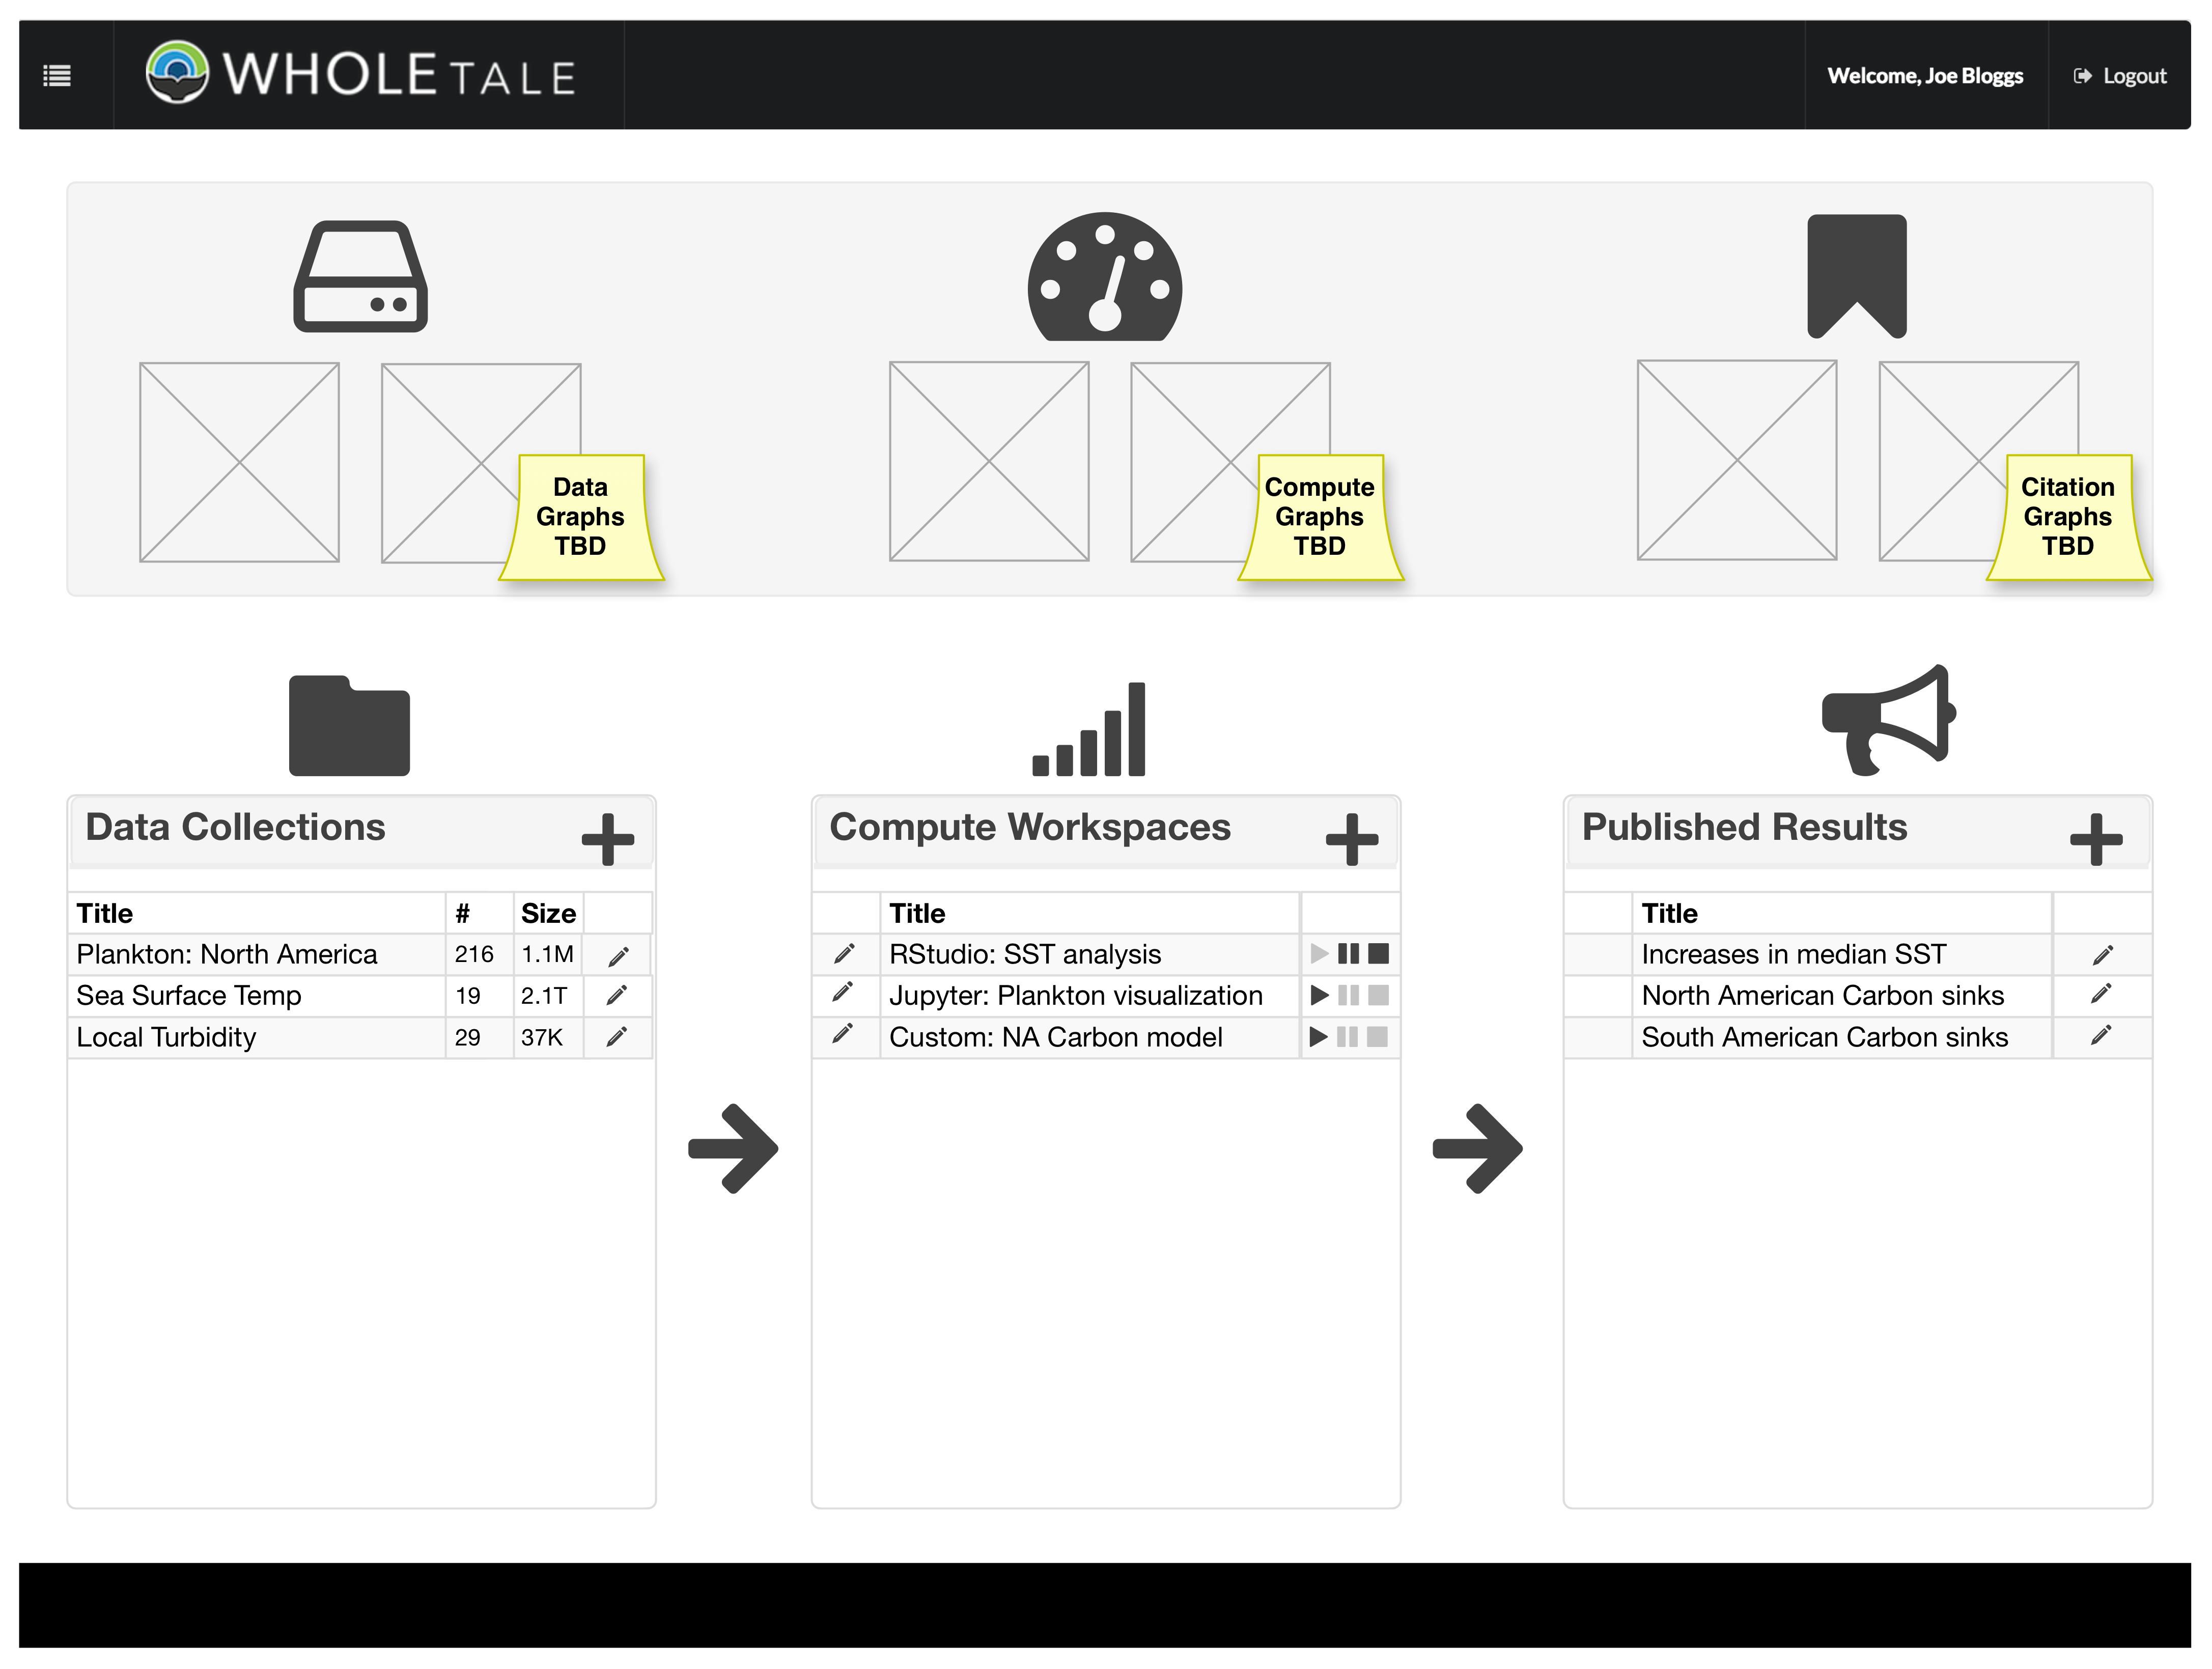 WHOLE TALE
Welcome, Joe Bloggs
Logout
Data
Graphs
TBD
Compute
Graphs
TBD
Citation
Graphs
TBD
Data Collections
Title # Size
Plankton: North America 216 1.1M
Sea Surface Temp 19 2.1T
Local Turbidity 29 37K
Compute Workspaces
Title
RStudio: SST analysis
Jupyter: Plankton visualization
Custom: NA Carbon model
Published Results
Title
Increases in median SST
North American Carbon sinks
South American Carbon sinks